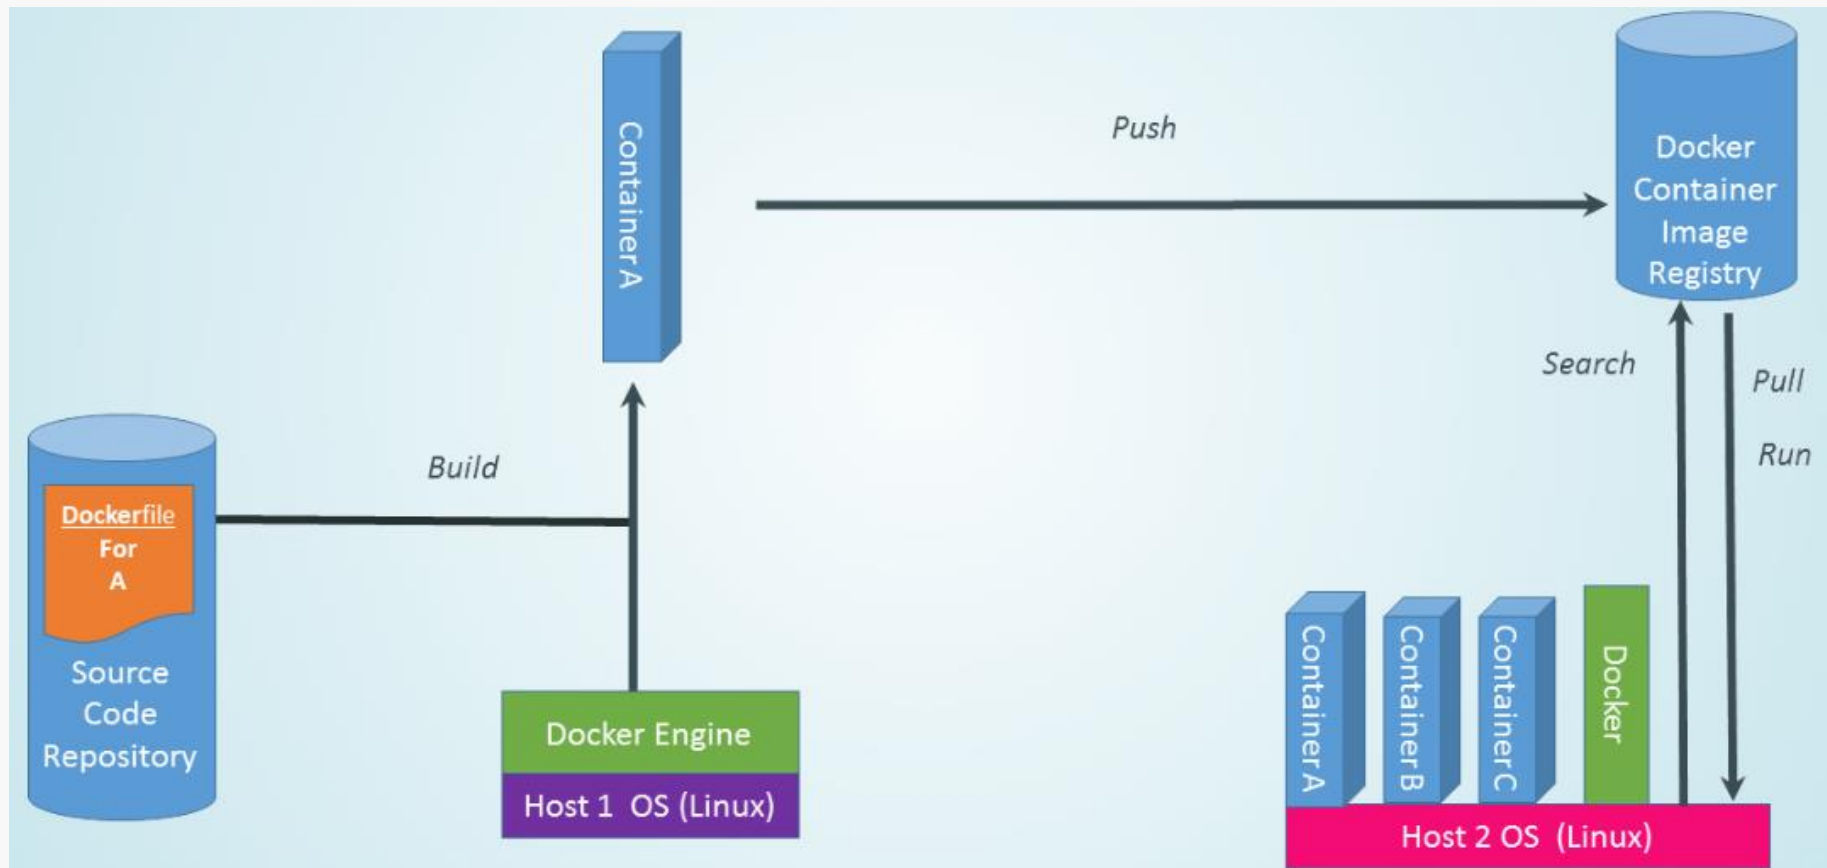 Container A
Push
Docker
Container
Image
Registry
Search
Pull
Run
Build
Dockerfile
For
A
Source
Code
Repository
Docker Engine
Host 1 OS (Linux)
Container A
Container B
Container C
Docker
Host 2 OS (Linux)